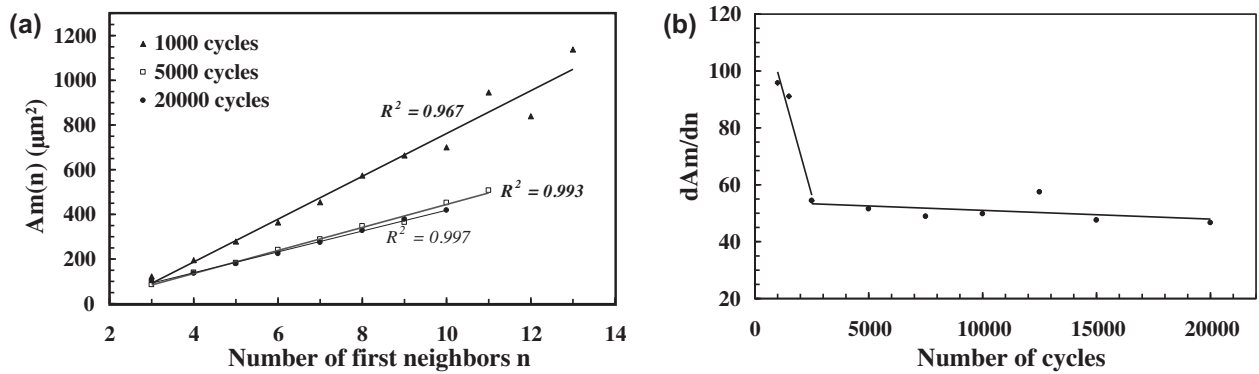 (a)
1200
1000
800
600
400
200
0
Am(n) (μm²)
1000 cycles
5000 cycles
20000 cycles
R² = 0.967
R² = 0.993
R² = 0.997
2 4 6 8 10 12 14
Number of first neighbors n
(b)
120
100
80
60
40
20
dAm/dn
0 5000 10000 15000 20000
Number of cycles